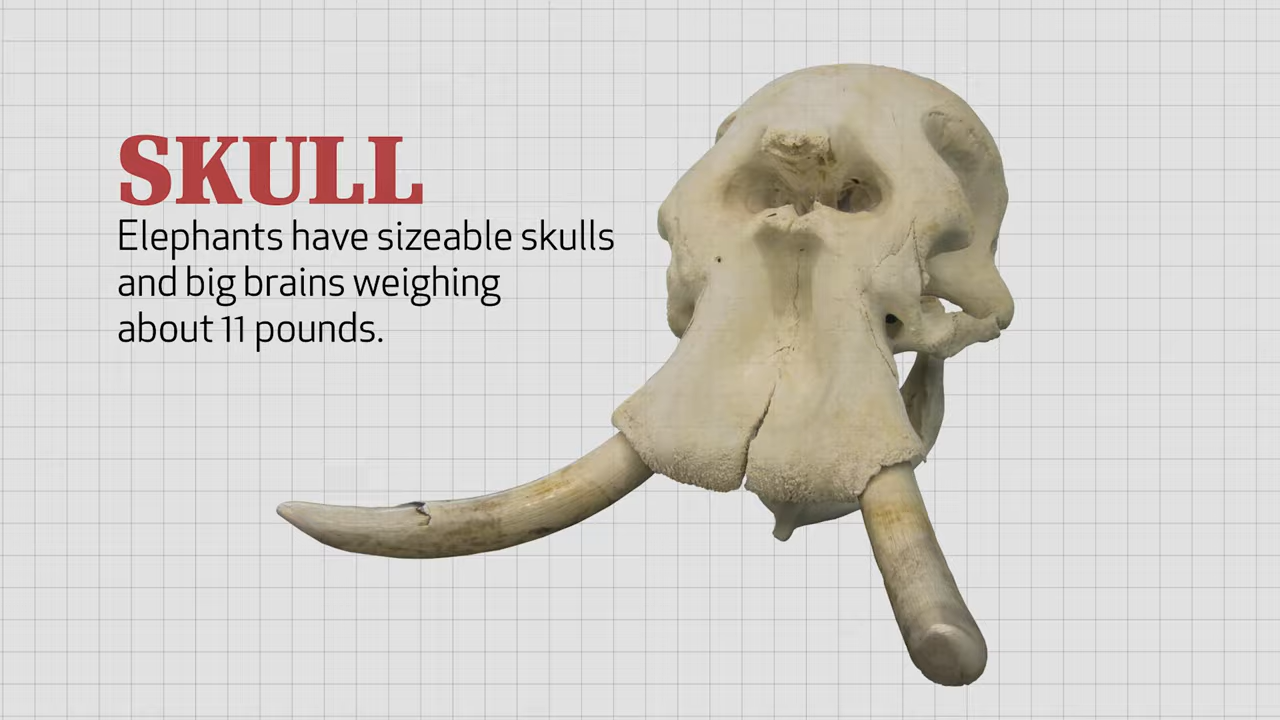 SKULL
Elephants have sizeable skulls
and big brains weighing
about 11 pounds.